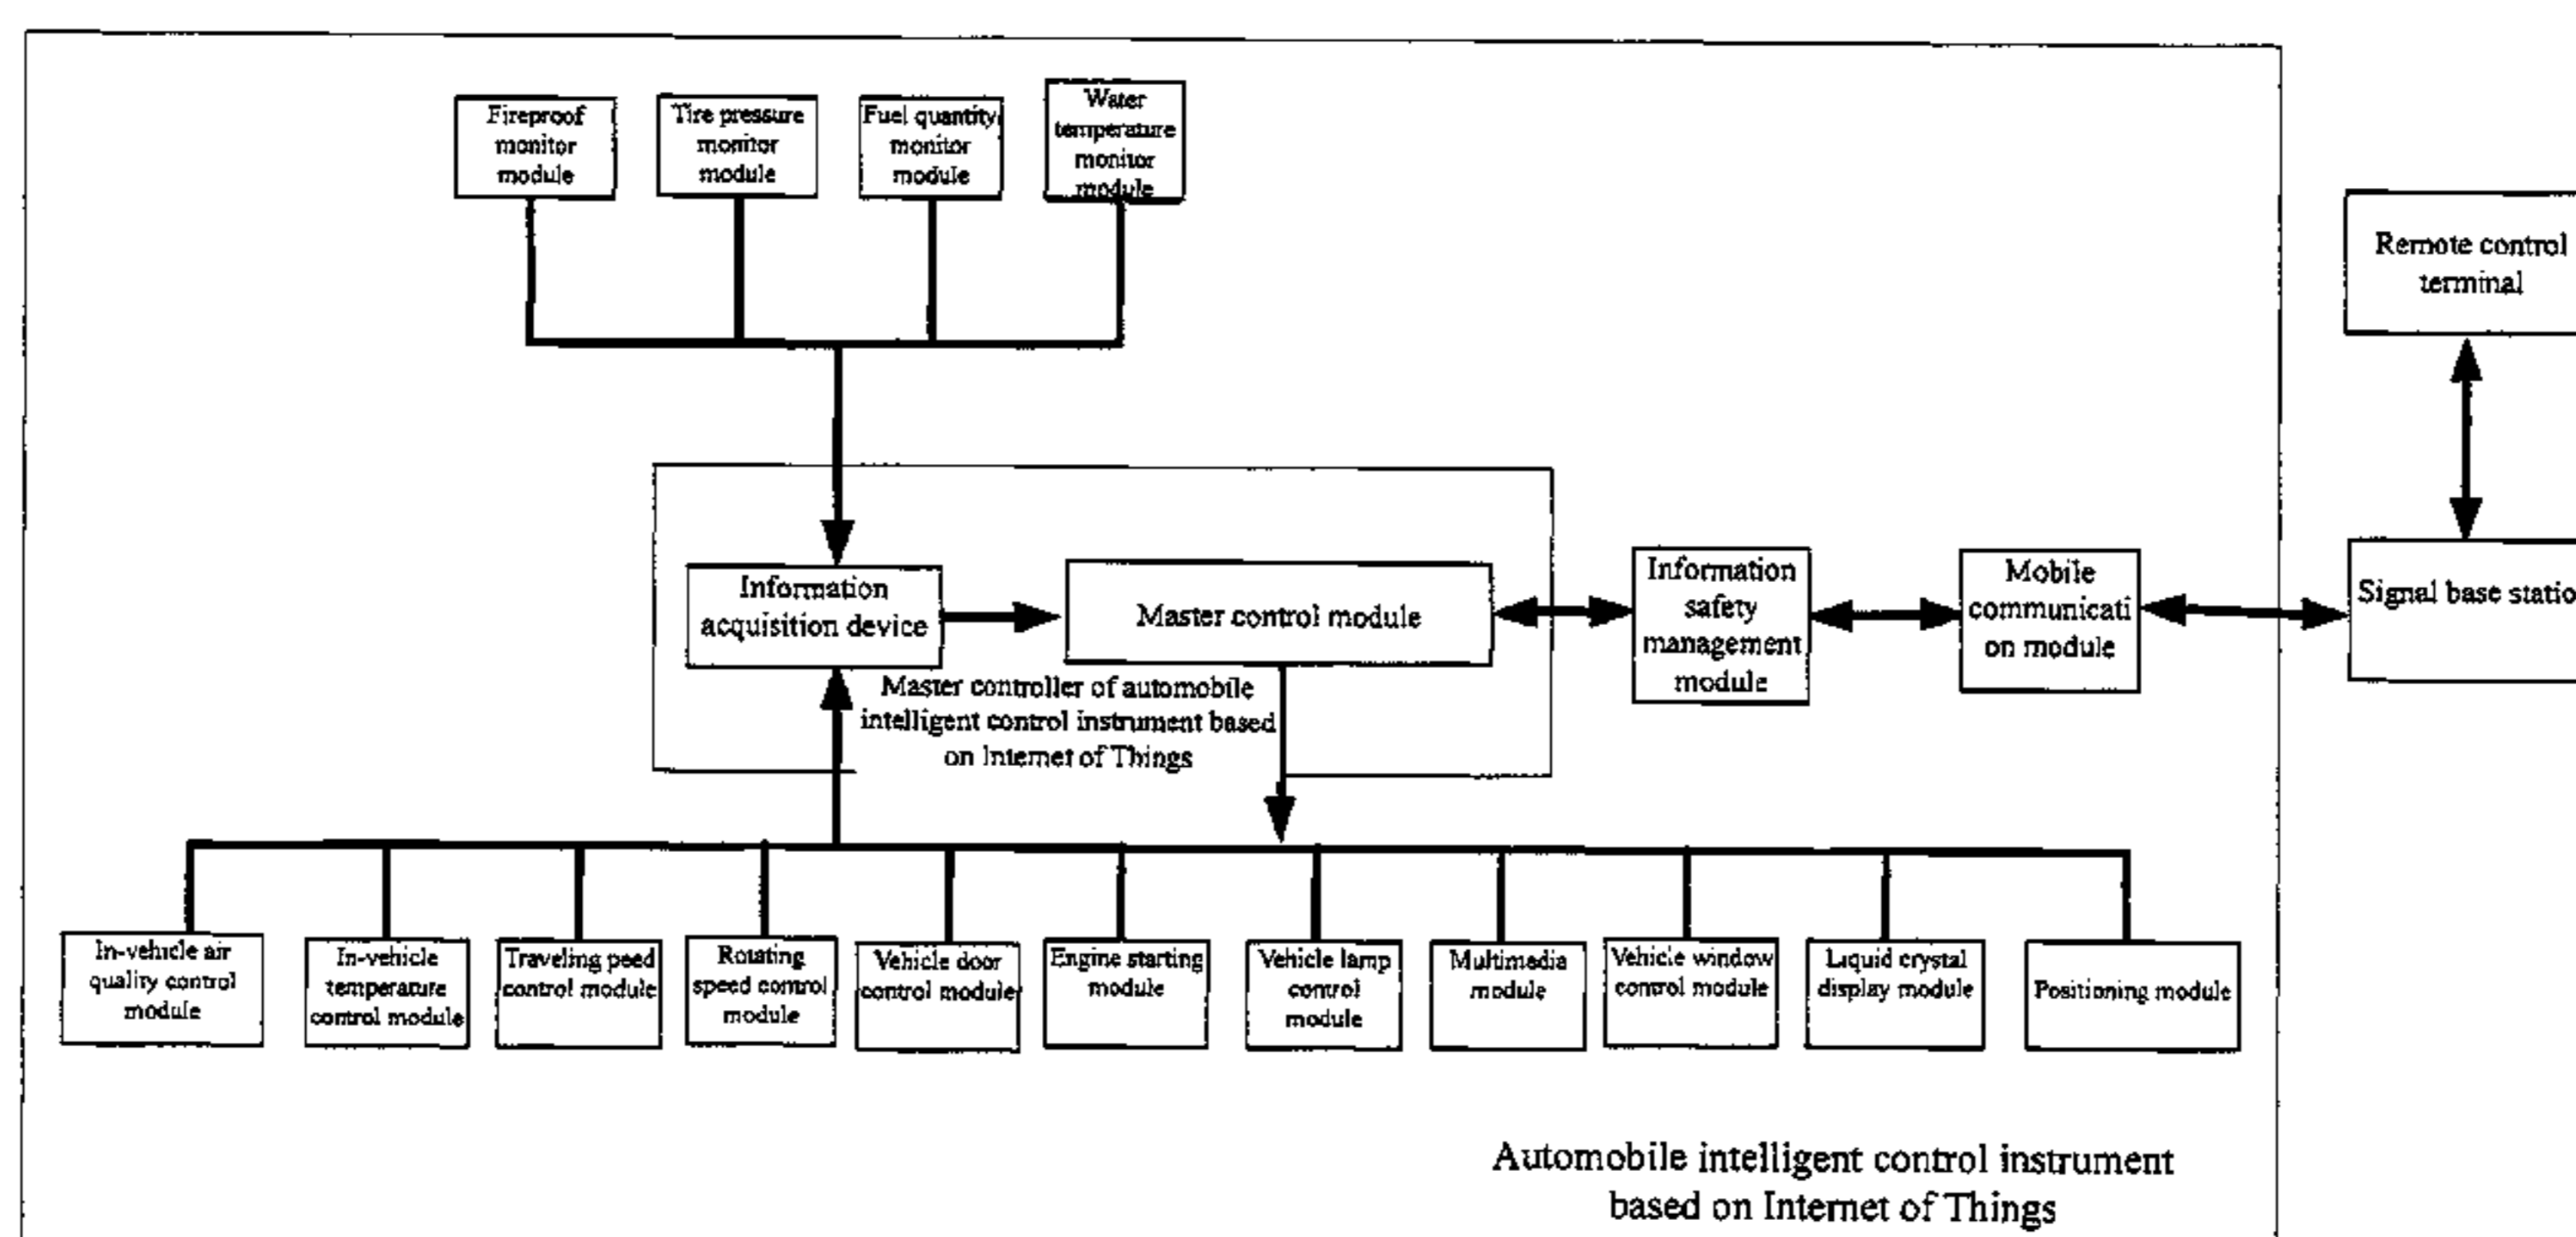 Fireproof
monitor
module
Tire pressure
monitor
module
Fuel quantity
monitor
module
Water
temperature
monitor
module
Remote control
terminal
Information
acquisition device
Master control module
Information
safety
management
module
Mobile
communicati
on module
Signal base statio
Master controller of automobile
intelligent control instrument based
on Internet of Things
In-vehicle air
quality control
module
In-vehicle
temperature
control module
Traveling peed
control module
Rotating
speed control
module
Vehicle door
control module
Engine starting
module
Vehicle lamp
control
module
Multimedia
module
Vehicle window
control module
Liquid crystal
display module
Positioning module
Automobile intelligent control instrument
based on Internet of Things